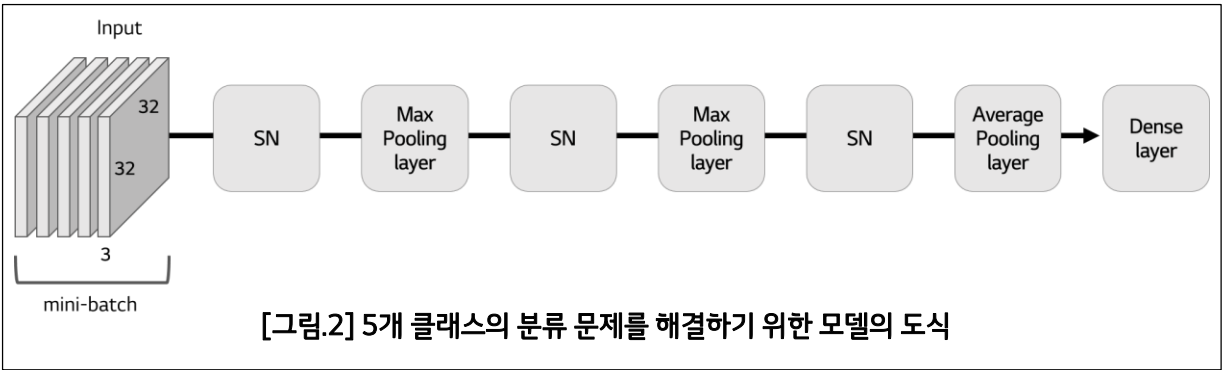 Input
32
32
3
mini-batch
SN
Max
Pooling
layer
SN
Max
Pooling
layer
SN
Average
Pooling
layer
Dense
layer
[그림.2] 5개 클래스의 분류 문제를 해결하기 위한 모델의 도식